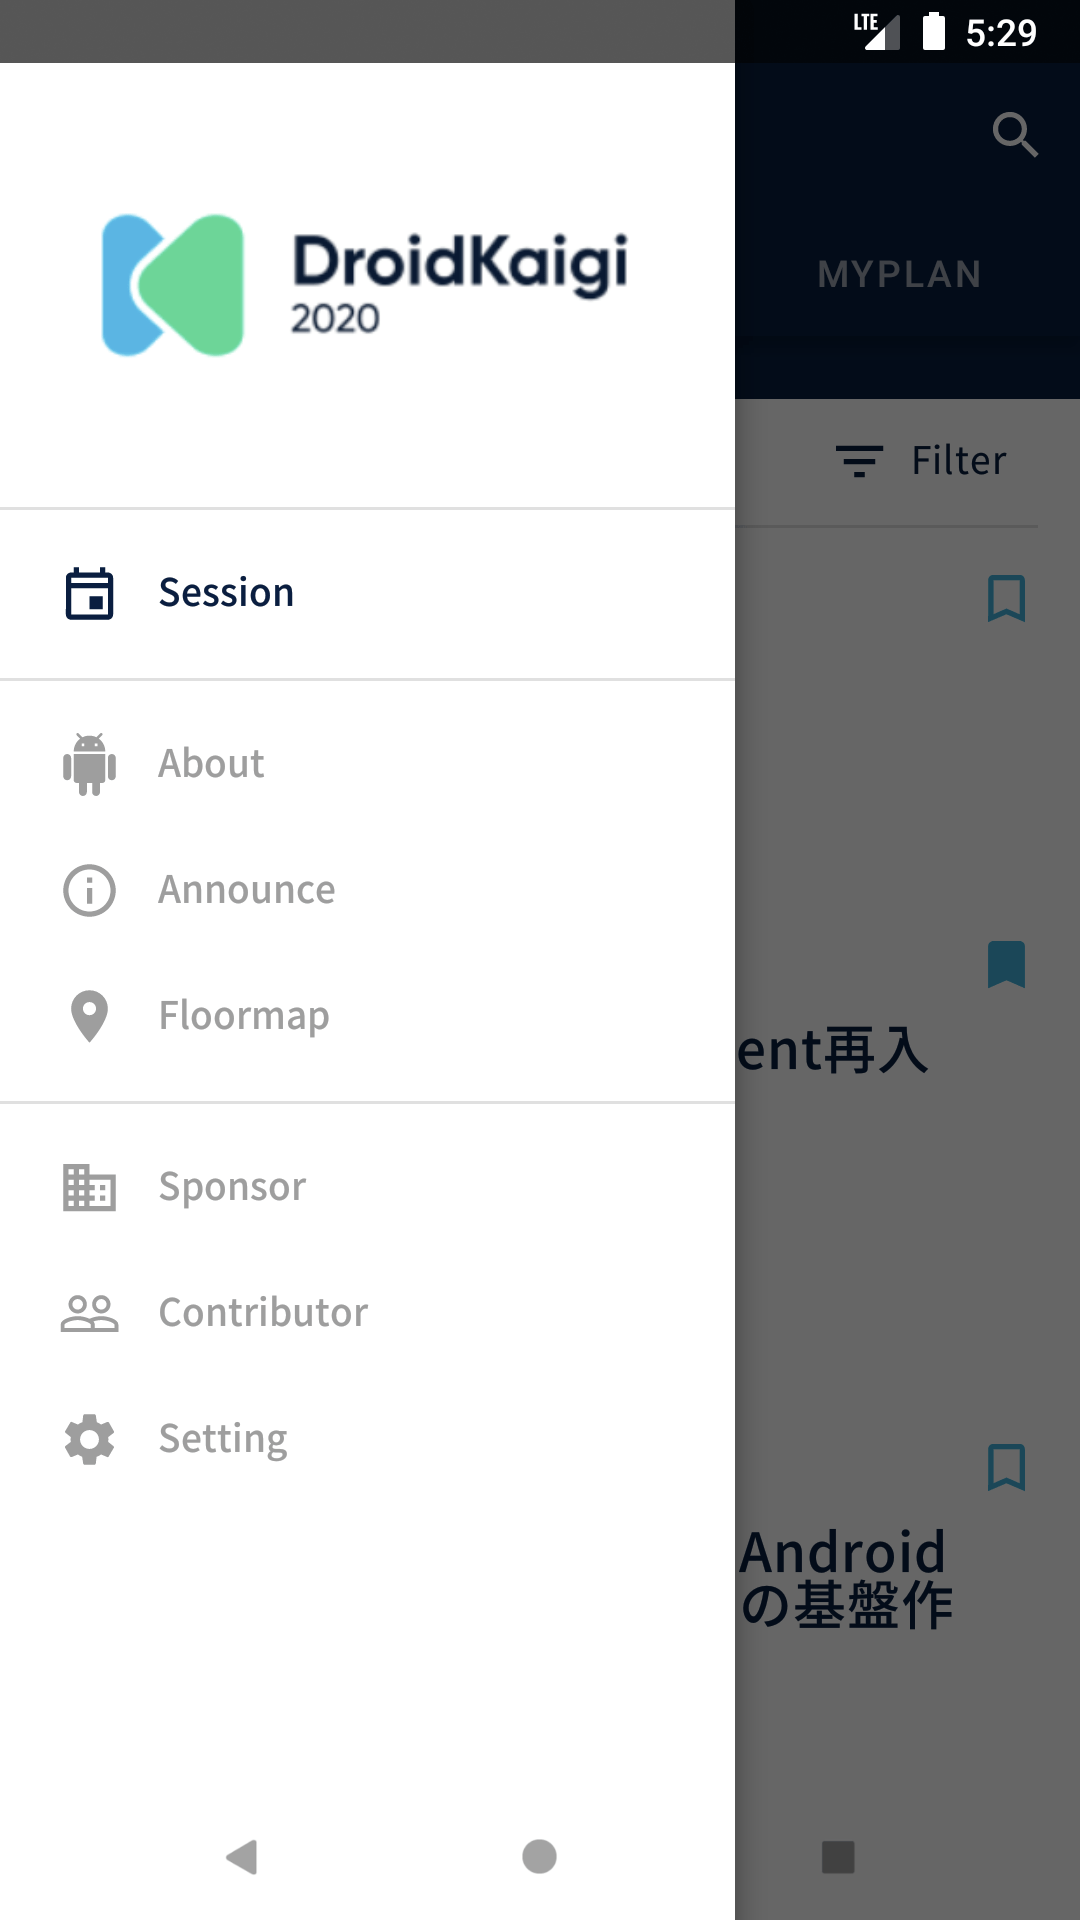 LTE 5:29
DroidKaigi
2020
MYPLAN
Filter
Session
About
Announce
Floormap
ent再入
Sponsor
Contributor
Setting
Android
の基盤作